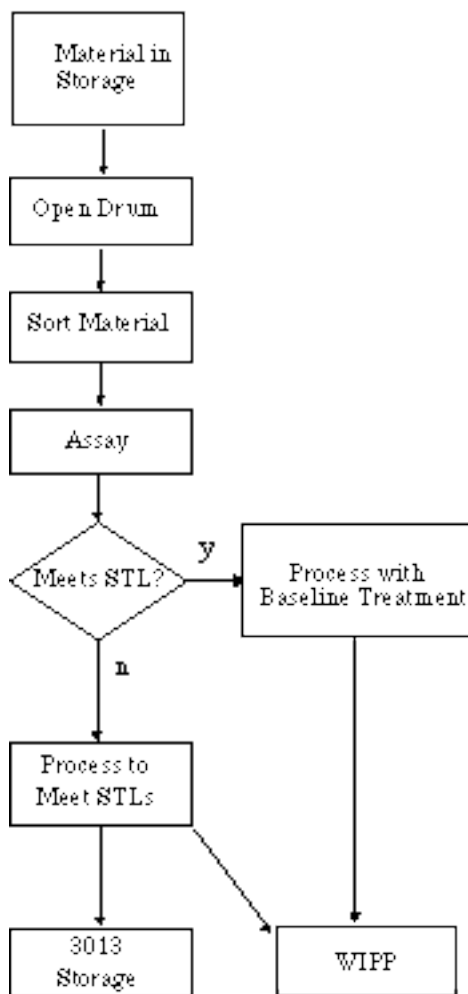 Material in
Storage
Open Drum
Sort Material
Assay
Meets STL?
y
Process with
Baseline Treatment
n
Process to
Meet STLs
3013
Storage
WIPP